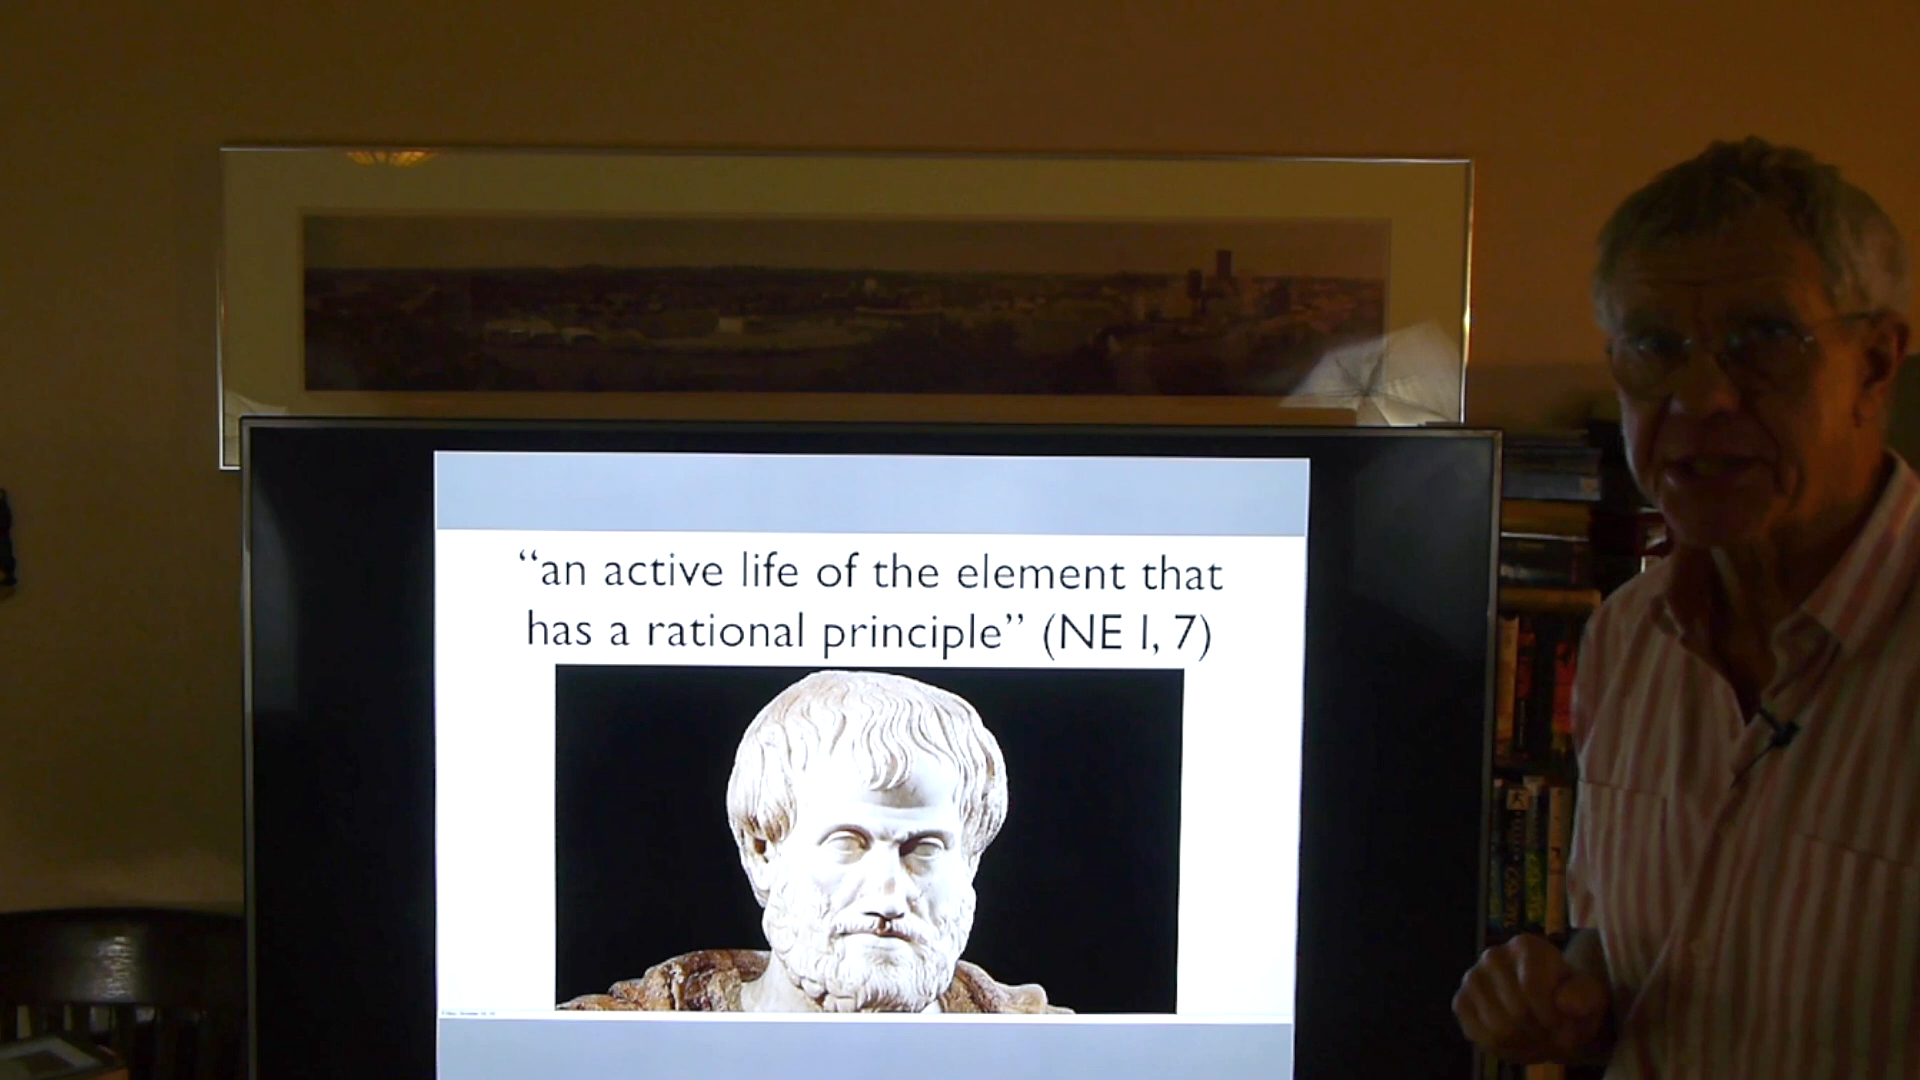 “an active life of the element that
has a rational principle” (NE I, 7)